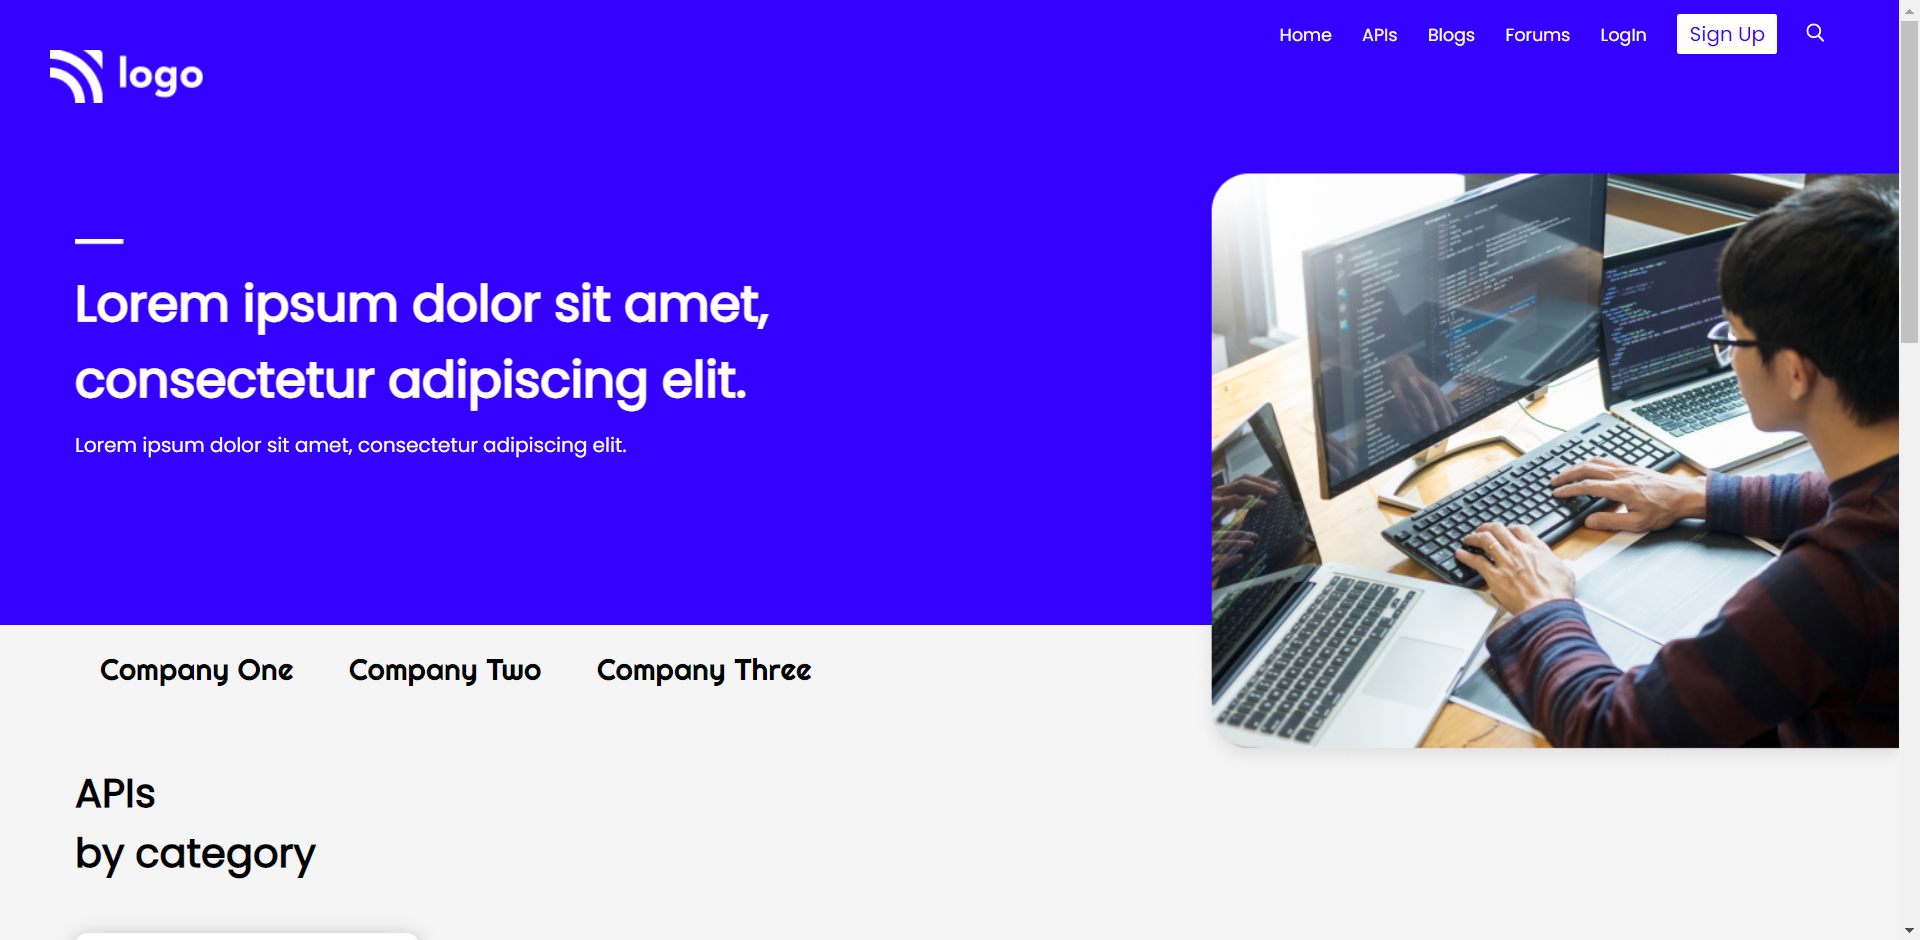 logo
Home APIs Blogs Forums LogIn Sign Up
Lorem ipsum dolor sit amet,
consectetur adipiscing elit.
Lorem ipsum dolor sit amet, consectetur adipiscing elit.
Company One Company Two Company Three
APIs
by category